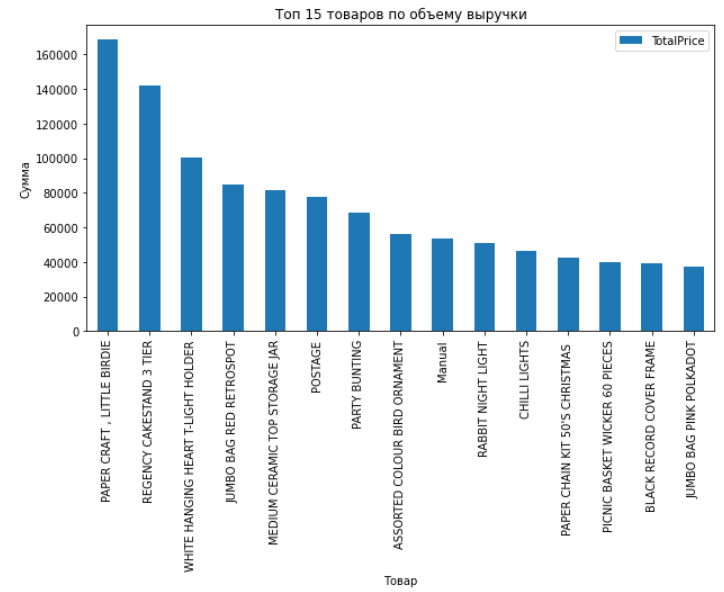 Топ 15 товаров по объему выручки
TotalPrice
Сумма
160000
140000
120000
100000
80000
60000
40000
20000
0
PAPER CRAFT , LITTLE BIRDIE
REGENCY CAKESTAND 3 TIER
WHITE HANGING HEART T-LIGHT HOLDER
JUMBO BAG RED RETROSPOT
MEDIUM CERAMIC TOP STORAGE JAR
POSTAGE
PARTY BUNTING
ASSORTED COLOUR BIRD ORNAMENT
Manual
RABBIT NIGHT LIGHT
CHILLI LIGHTS
PAPER CHAIN KIT 50'S CHRISTMAS
PICNIC BASKET WICKER 60 PIECES
BLACK RECORD COVER FRAME
JUMBO BAG PINK POLKADOT
Товар